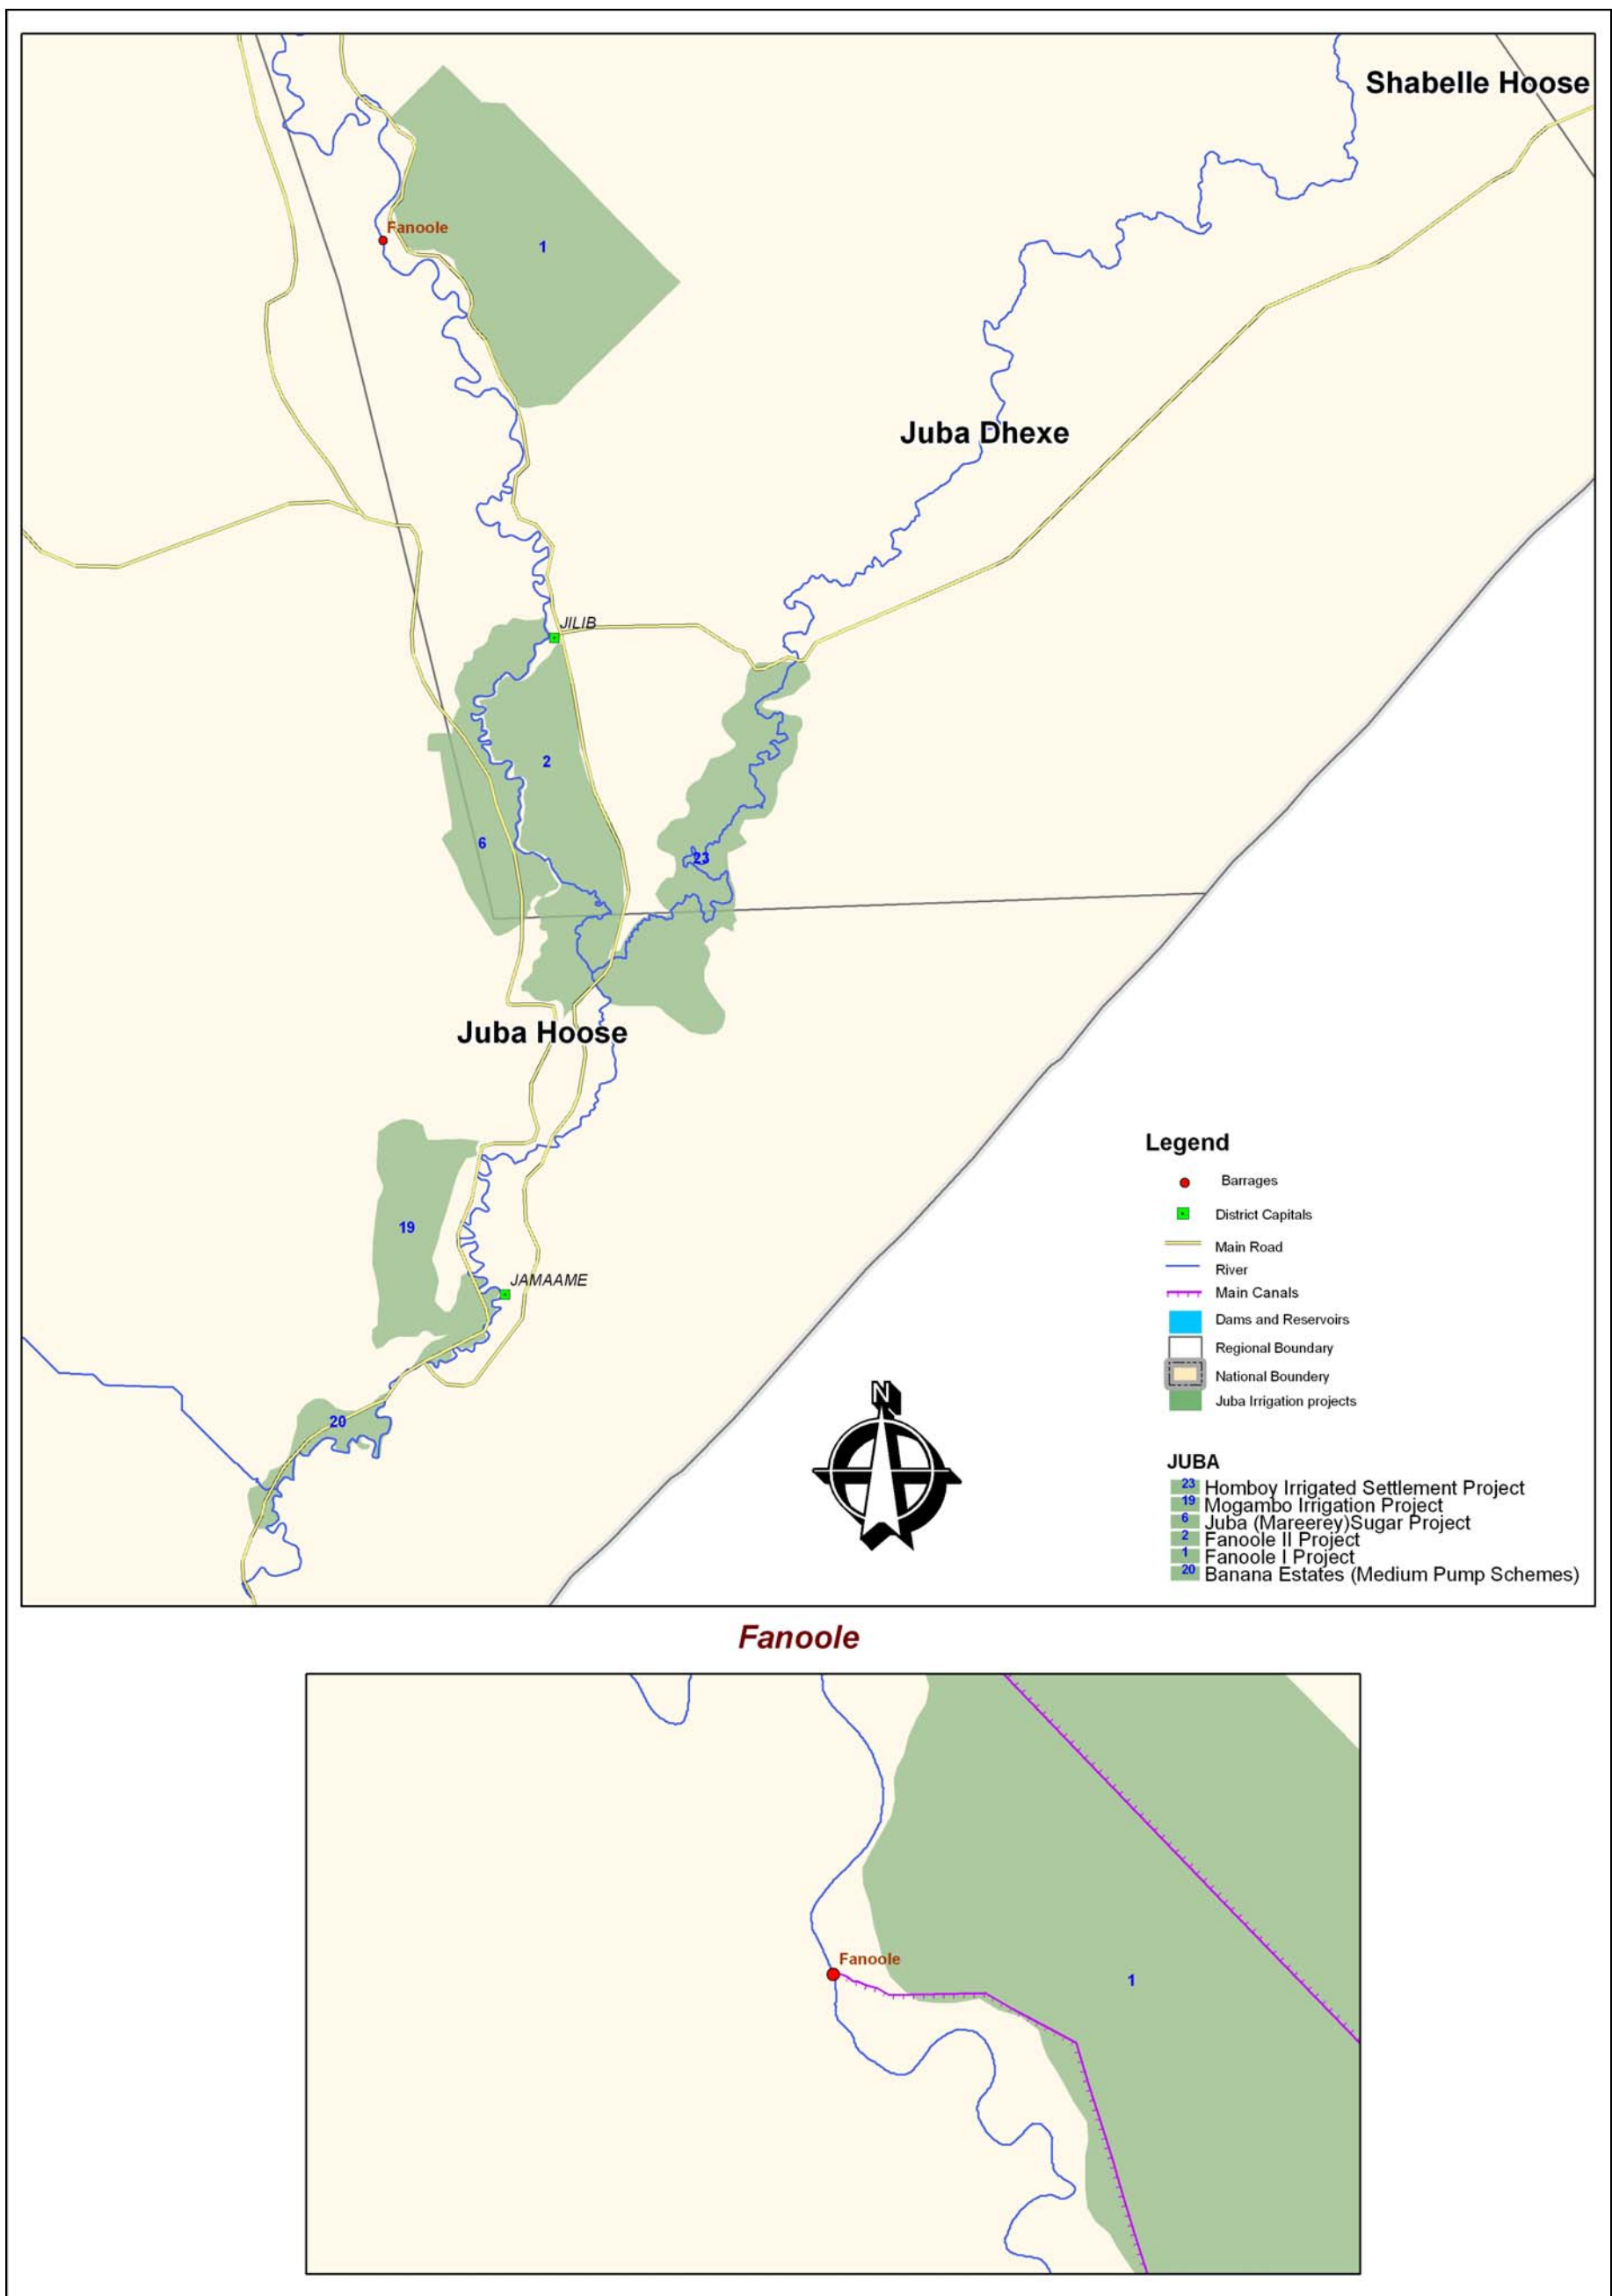 Shabelle Hoose
Fanoole
1
Juba Dhexe
JILIB
2
6
23
Juba Hoose
19
JAMAAME
20
N
Legend
Barrages
District Capitals
Main Road
River
Main Canals
Dams and Reservoirs
Regional Boundary
National Boundery
Juba Irrigation projects
JUBA
23 Homboy Irrigated Settlement Project
19 Mogambo Irrigation Project
6 Juba (Mareerey)Sugar Project
2 Fanoole II Project
1 Fanoole I Project
20 Banana Estates (Medium Pump Schemes)
Fanoole
Fanoole
1